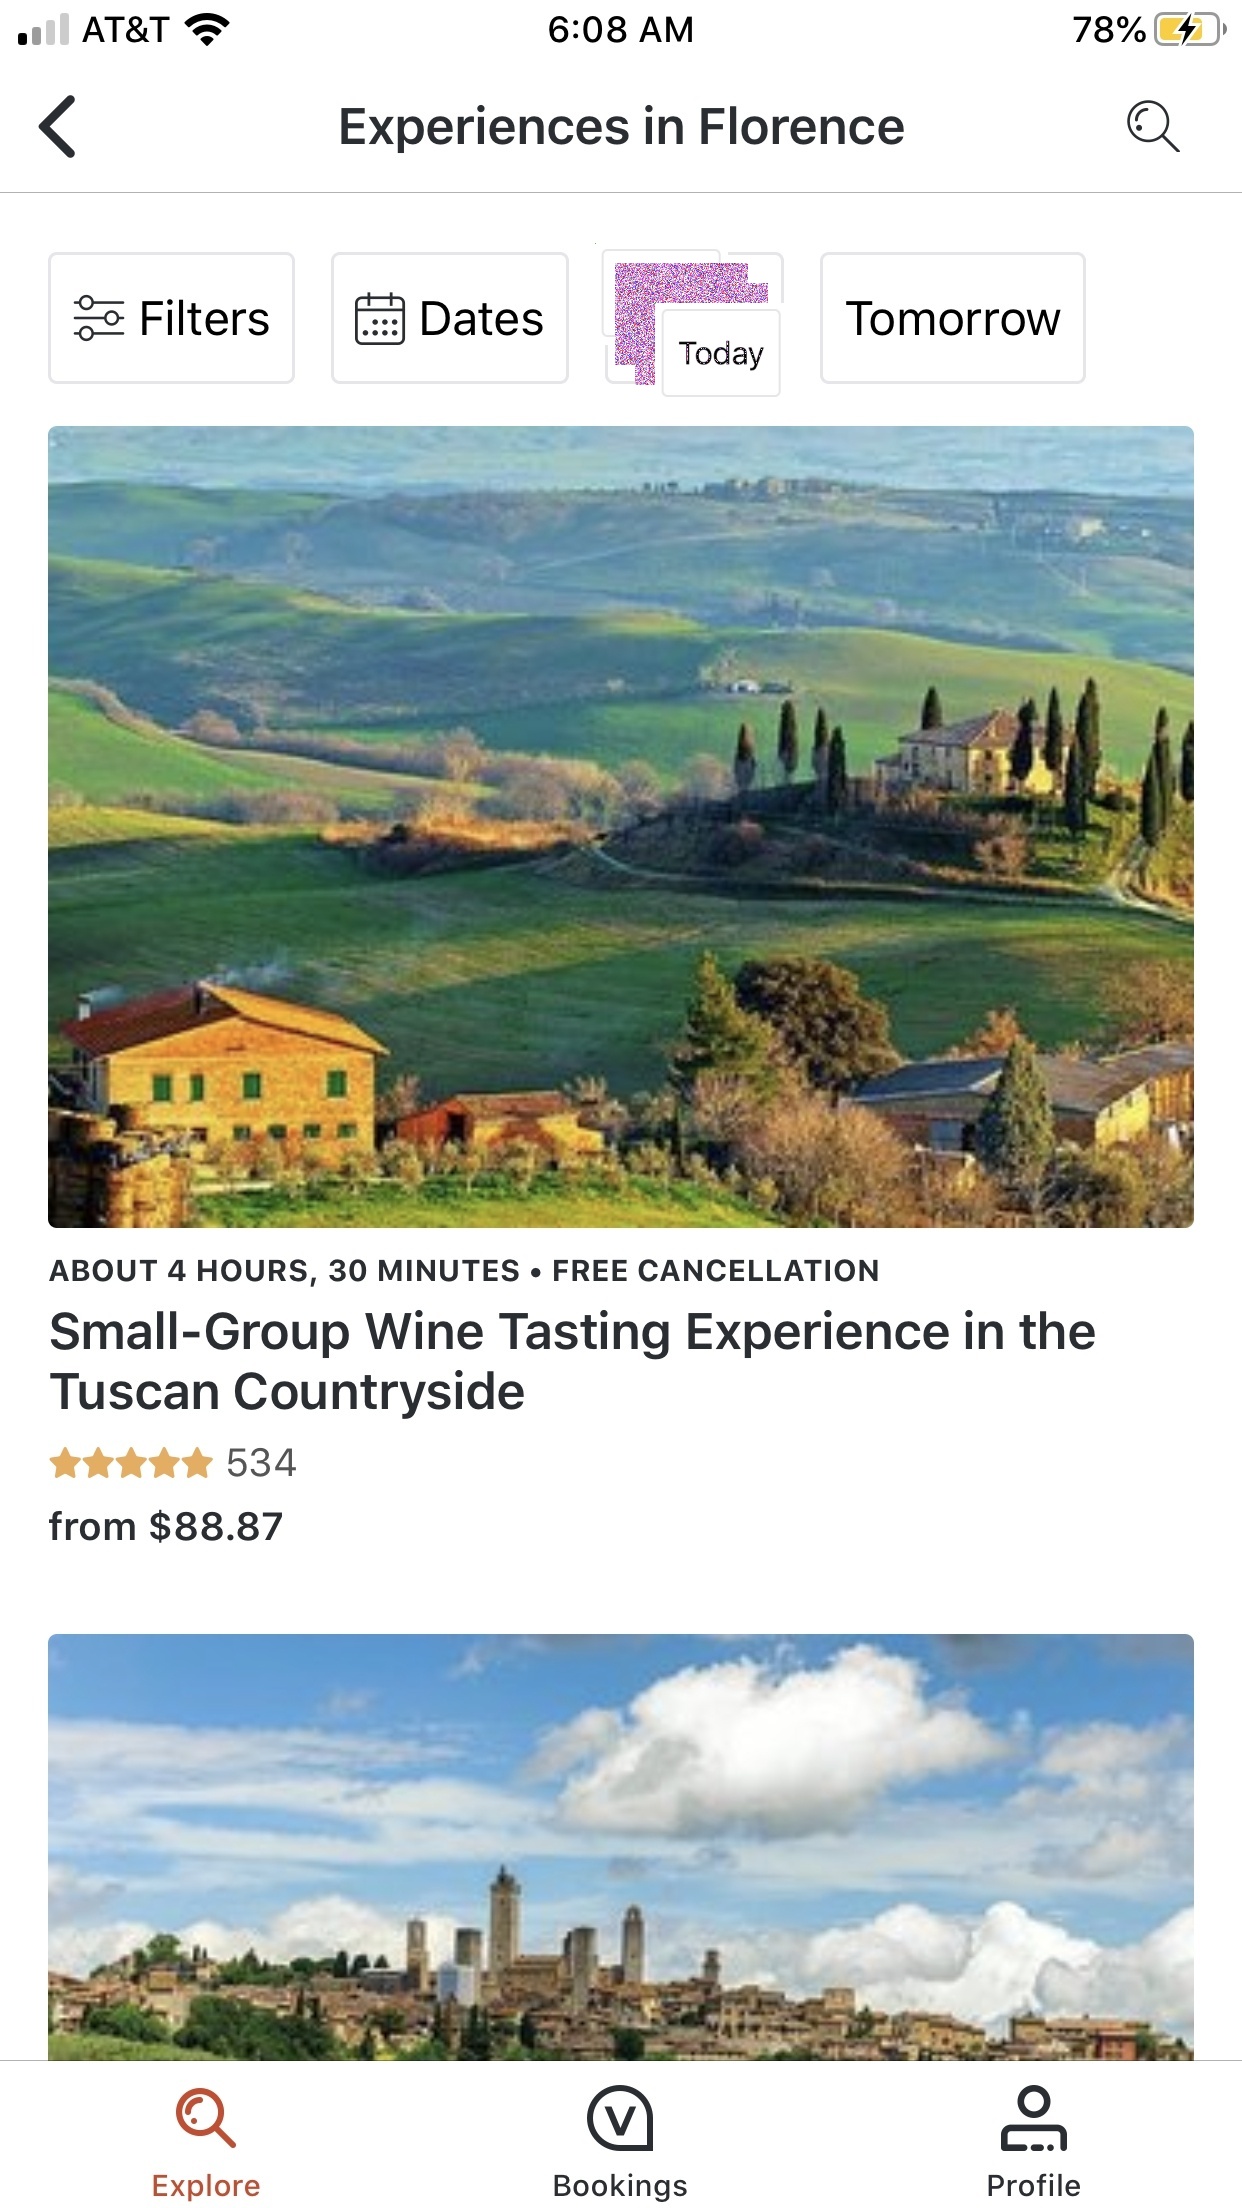 AT&T 6:08 AM 78%
Experiences in Florence
Filters Dates Today Tomorrow
ABOUT 4 HOURS, 30 MINUTES • FREE CANCELLATION
Small-Group Wine Tasting Experience in the
Tuscan Countryside
534
from $88.87
Explore Bookings Profile